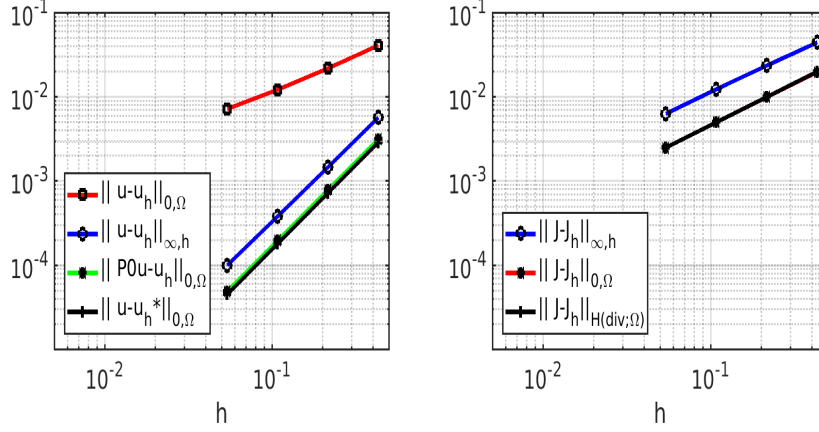 10^-1
10^-2
10^-3
10^-4
|| u-u_h||_0,Ω
|| u-u_h||_∞,h
|| P0u-u_h||_0,Ω
|| u-u_h*||_0,Ω
10^-2
10^-1
h
10^-1
10^-2
10^-3
10^-4
|| J-J_h||_∞,h
|| J-J_h||_0,Ω
|| J-J_h||_H(div;Ω)
10^-2
10^-1
h